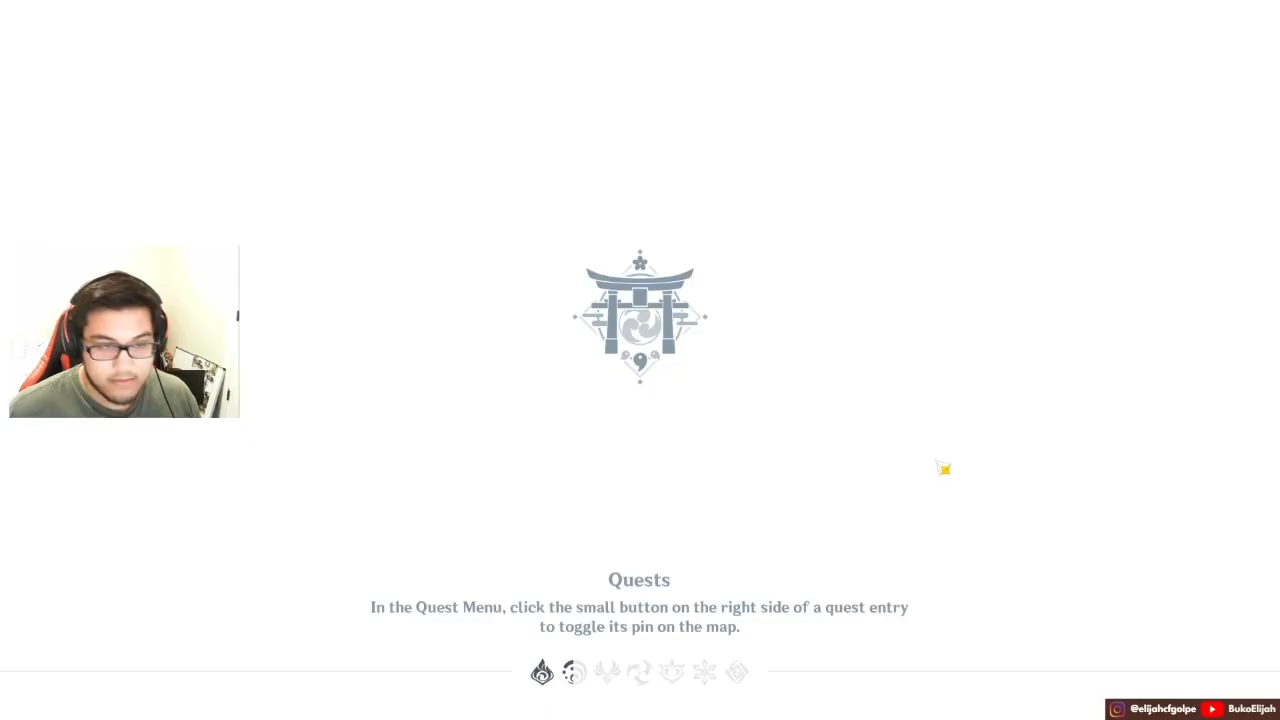 Quests
In the Quest Menu, click the small button on the right side of a quest entry
to toggle its pin on the map.
@elijahcfgolpe BukoElijah